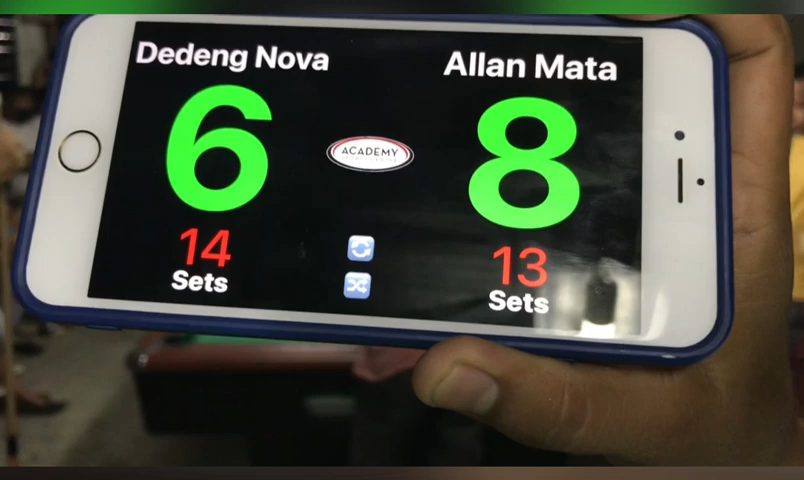 Dedeng Nova
Allan Mata
6
8
ACADEMY
14
Sets
13
Sets